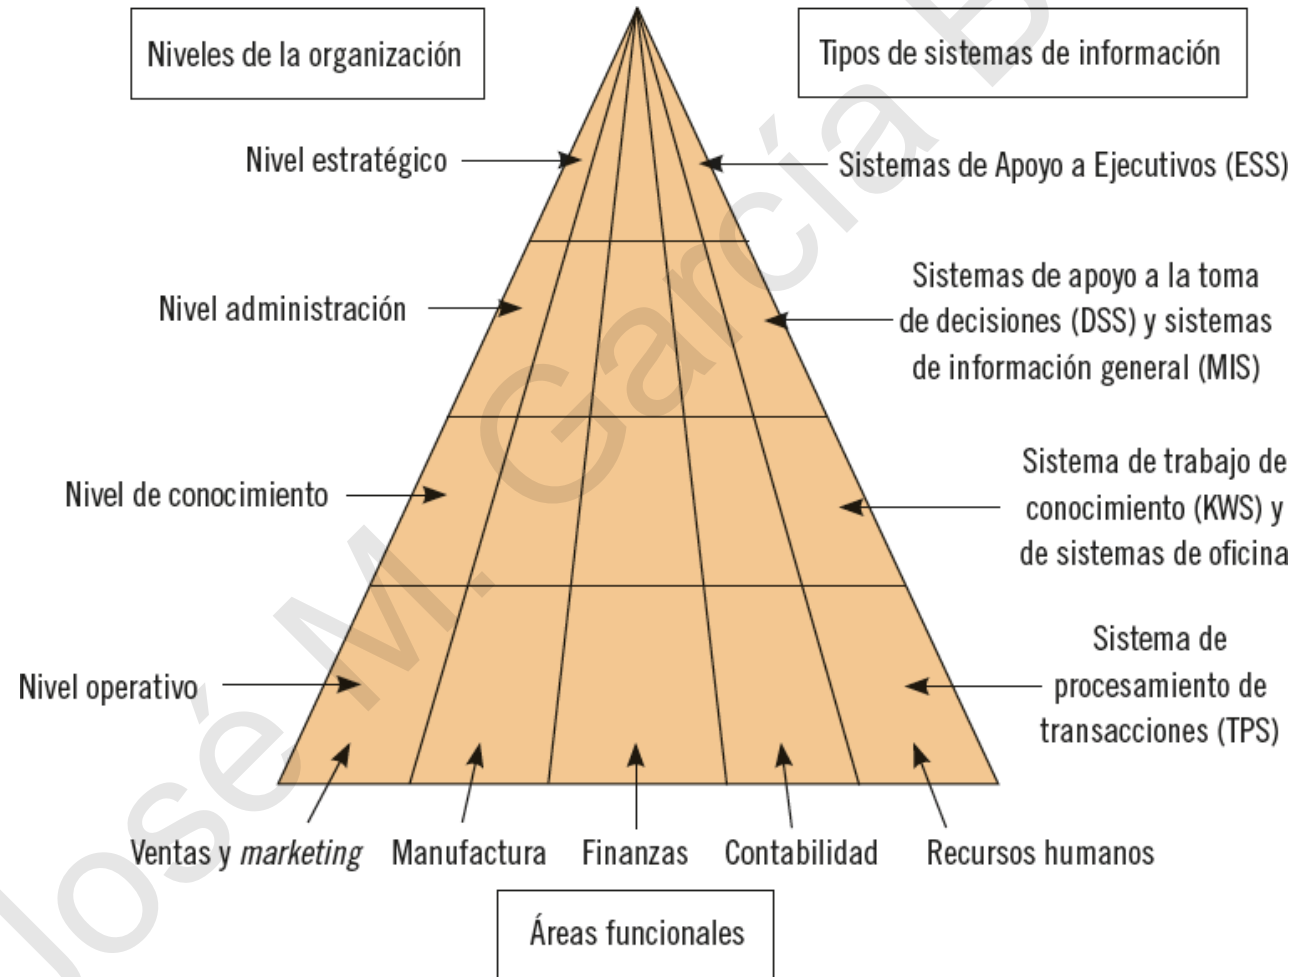 Niveles de la organización
Tipos de sistemas de información
Nivel estratégico
Sistemas de Apoyo a Ejecutivos (ESS)
Nivel administración
Sistemas de apoyo a la toma
de decisiones (DSS) y sistemas
de información general (MIS)
Nivel de conocimiento
Sistema de trabajo de
conocimiento (KWS) y
de sistemas de oficina
Nivel operativo
Sistema de
procesamiento de
transacciones (TPS)
Ventas y marketing
Manufactura
Finanzas
Contabilidad
Recursos humanos
Áreas funcionales
José M. García